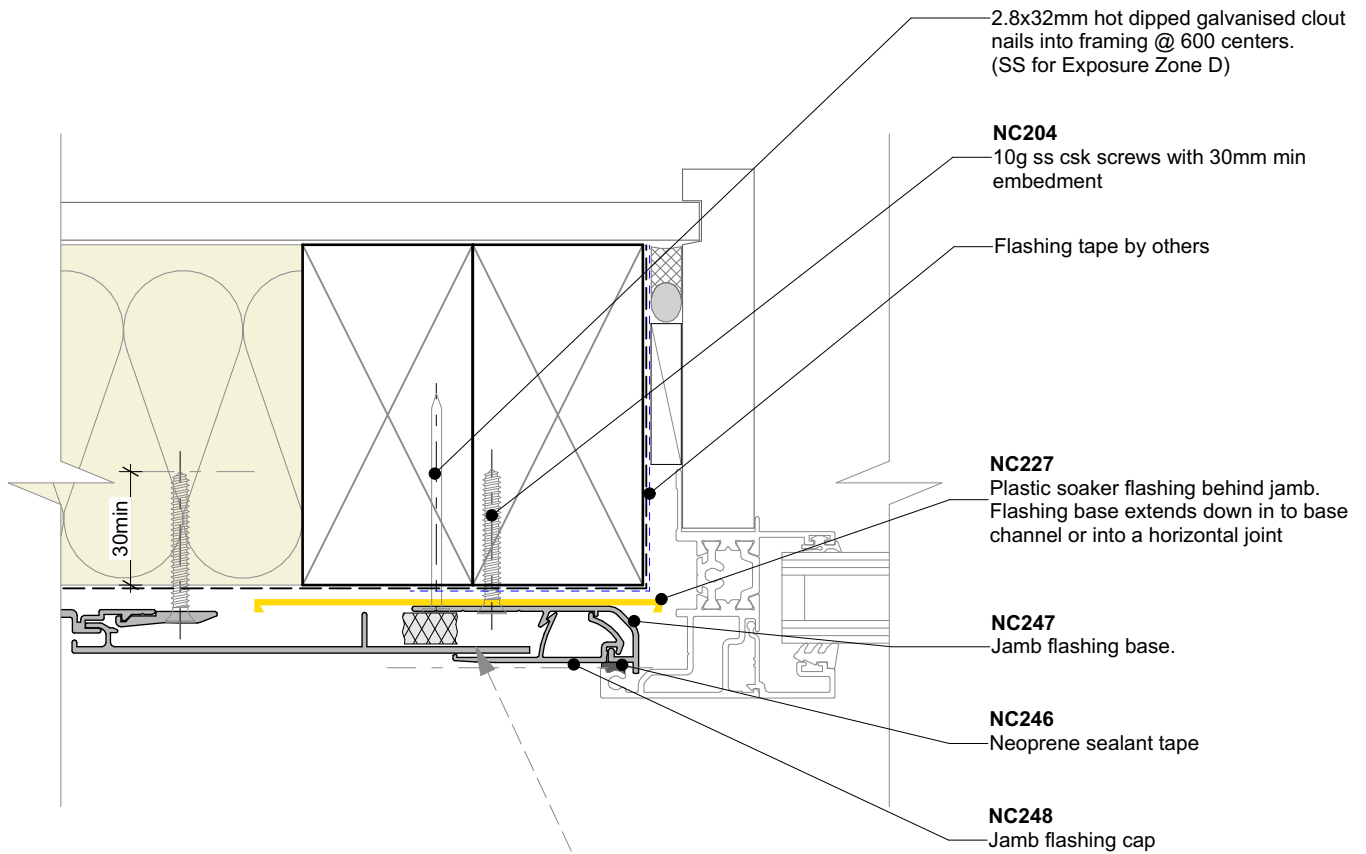 2.8x32mm hot dipped galvanised clout
nails into framing @ 600 centers.
(SS for Exposure Zone D)
NC204
10g ss csk screws with 30mm min
embedment
Flashing tape by others
30min
NC227
Plastic soaker flashing behind jamb.
Flashing base extends down in to base
channel or into a horizontal joint
NC247
Jamb flashing base.
NC246
Neoprene sealant tape
NC248
Jamb flashing cap